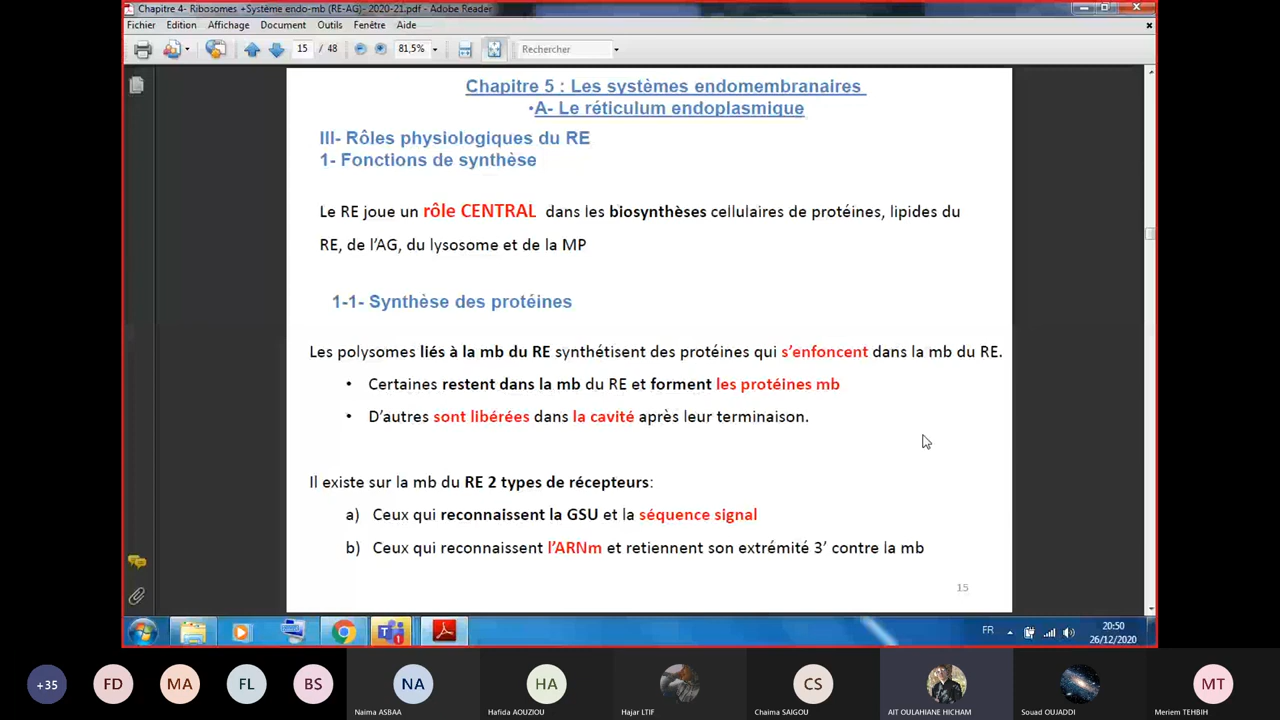 Chapitre 4- Ribosomes +Système endo-mb (RE-AG)- 2020-21.pdf - Adobe Reader
Fichier Edition Affichage Document Outils Fenêtre Aide
15 / 48 81,5% Rechercher
Chapitre 5 : Les systèmes endomembranaires
•A- Le réticulum endoplasmique
III- Rôles physiologiques du RE
1- Fonctions de synthèse
Le RE joue un rôle CENTRAL dans les biosynthèses cellulaires de protéines, lipides du
RE, de l'AG, du lysosome et de la MP
1-1- Synthèse des protéines
Les polysomes liés à la mb du RE synthétisent des protéines qui s'enfoncent dans la mb du RE.
• Certaines restent dans la mb du RE et forment les protéines mb
• D'autres sont libérées dans la cavité après leur terminaison.
Il existe sur la mb du RE 2 types de récepteurs:
a) Ceux qui reconnaissent la GSU et la séquence signal
b) Ceux qui reconnaissent l'ARNm et retiennent son extrémité 3' contre la mb
15
FR
20:50
26/12/2020
+35 FD MA FL BS NA HA CS MT
Naima ASBAA Hafida AOUZIOU Hajar LTIF Chaima SAIGOU AIT OULAHIANE HICHAM Souad OUJADDI Meriem TEHBIH